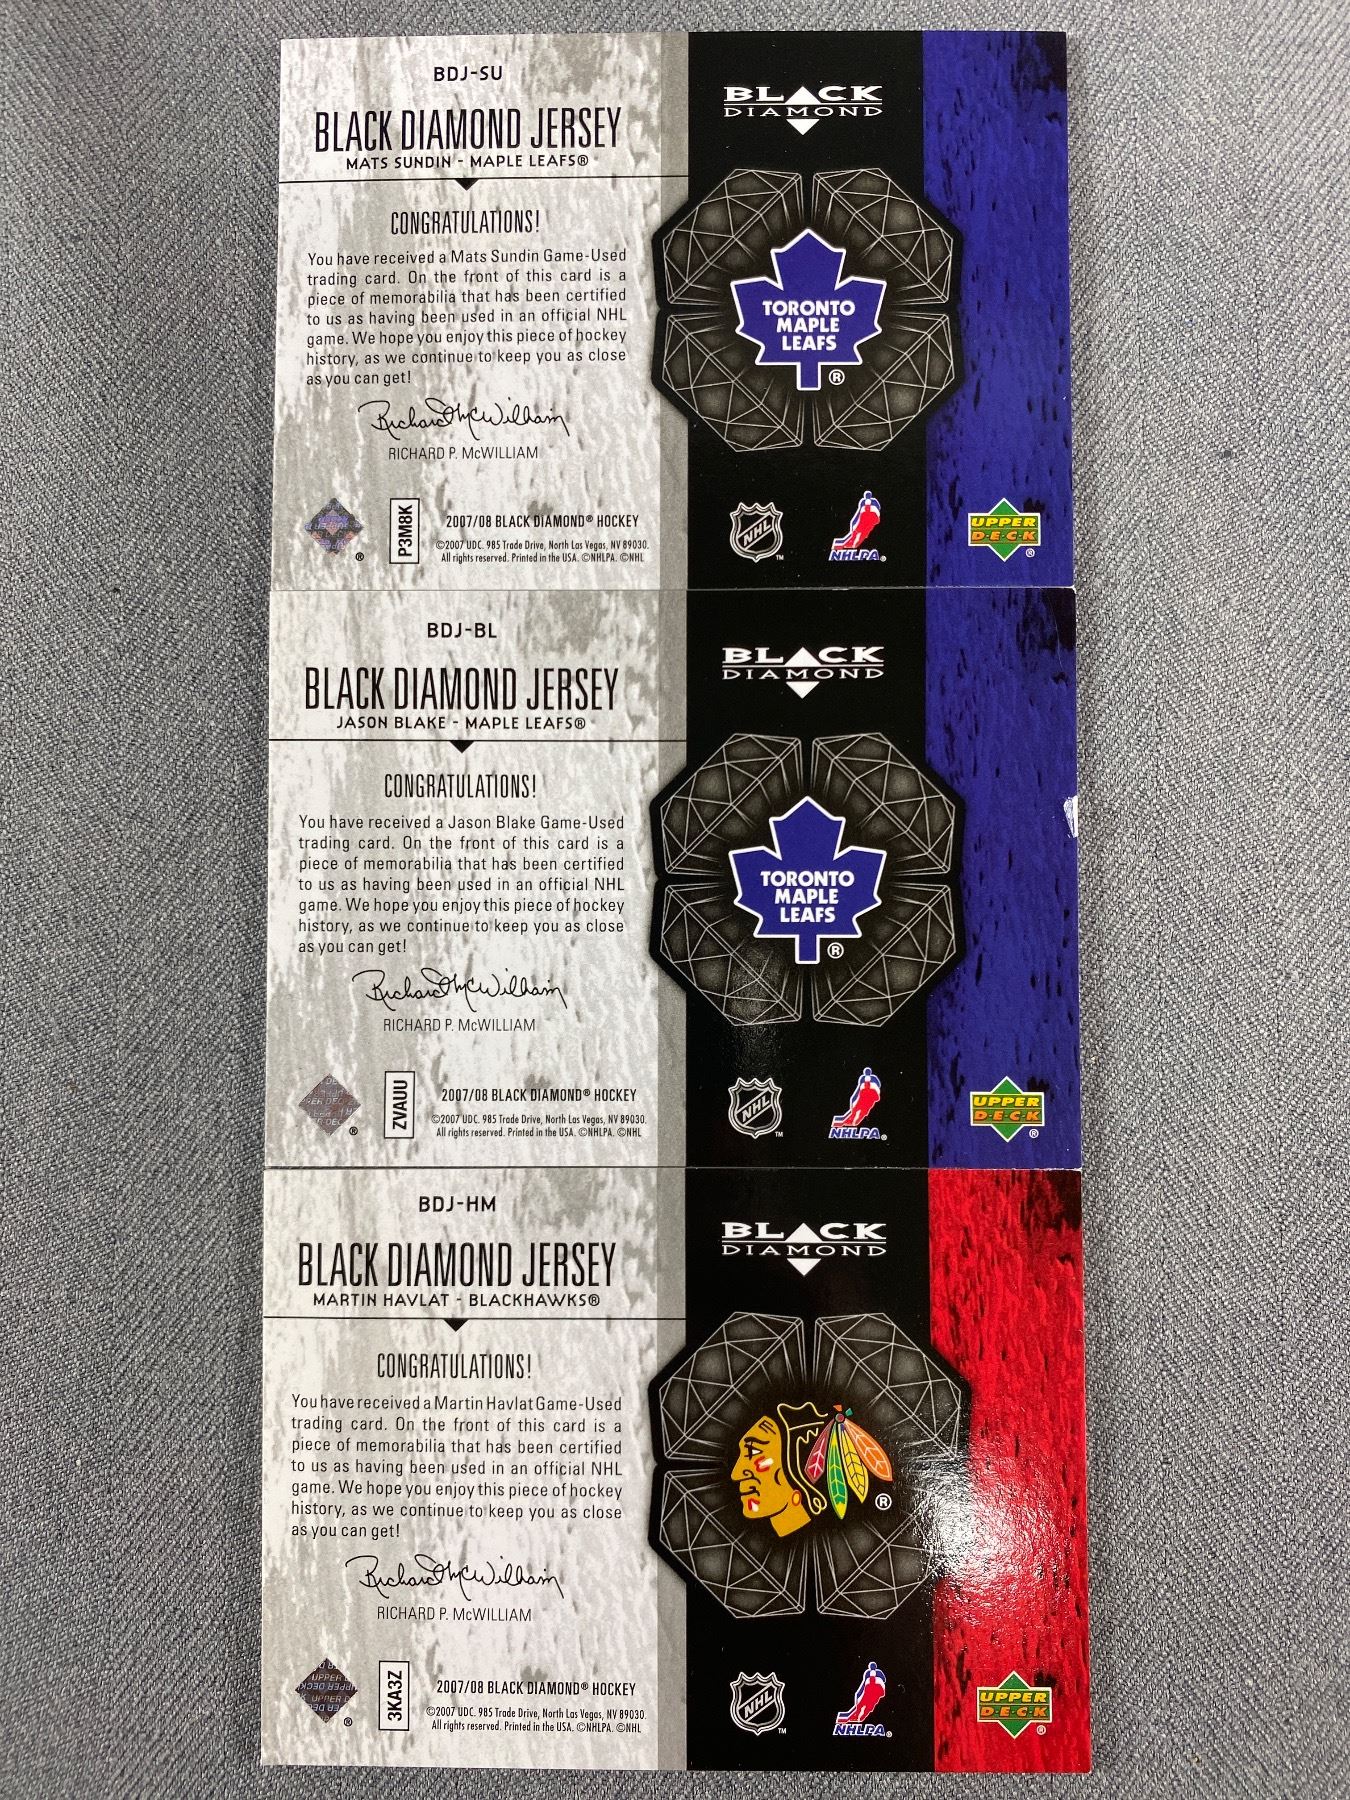 BDJ-SU
BLACK DIAMOND JERSEY
MATS SUNDIN - MAPLE LEAFS®
CONGRATULATIONS!
You have received a Mats Sundin Game-Used
trading card. On the front of this card is a
piece of memorabilia that has been certified
to us as having been used in an official NHL
game. We hope you enjoy this piece of hockey
history, as we continue to keep you as close
as you can get!
Richard McWilliam
RICHARD P. McWILLIAM
®
P3M8K
2007/08 BLACK DIAMOND® HOCKEY
©2007 UDC. 985 Trade Drive, North Las Vegas, NV 89030.
All rights reserved. Printed in the USA. ©NHLPA. ©NHL
BLACK
DIAMOND
TORONTO
MAPLE
LEAFS
®
NHL
™
NHLPA®
UPPER
D·E·C·K
®
BDJ-BL
BLACK DIAMOND JERSEY
JASON BLAKE - MAPLE LEAFS®
CONGRATULATIONS!
You have received a Jason Blake Game-Used
trading card. On the front of this card is a
piece of memorabilia that has been certified
to us as having been used in an official NHL
game. We hope you enjoy this piece of hockey
history, as we continue to keep you as close
as you can get!
Richard McWilliam
RICHARD P. McWILLIAM
®
ZVAUU
2007/08 BLACK DIAMOND® HOCKEY
©2007 UDC. 985 Trade Drive, North Las Vegas, NV 89030.
All rights reserved. Printed in the USA. ©NHLPA. ©NHL
BLACK
DIAMOND
TORONTO
MAPLE
LEAFS
®
NHL
™
NHLPA®
UPPER
D·E·C·K
®
BDJ-HM
BLACK DIAMOND JERSEY
MARTIN HAVLAT - BLACKHAWKS®
CONGRATULATIONS!
You have received a Martin Havlat Game-Used
trading card. On the front of this card is a
piece of memorabilia that has been certified
to us as having been used in an official NHL
game. We hope you enjoy this piece of hockey
history, as we continue to keep you as close
as you can get!
Richard McWilliam
RICHARD P. McWILLIAM
®
3KA3Z
2007/08 BLACK DIAMOND® HOCKEY
©2007 UDC. 985 Trade Drive, North Las Vegas, NV 89030.
All rights reserved. Printed in the USA. ©NHLPA. ©NHL
BLACK
DIAMOND
®
NHL
™
NHLPA®
UPPER
D·E·C·K
®